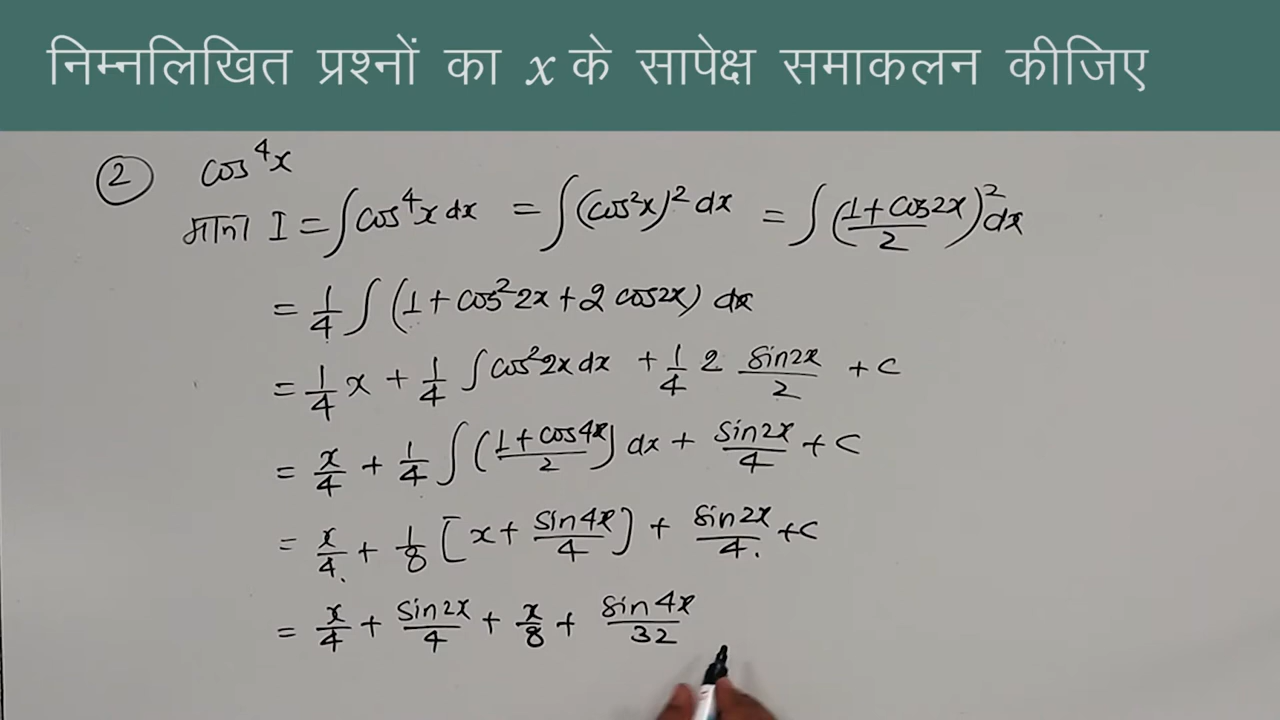 निम्नलिखित प्रश्नों का x के सापेक्ष समाकलन कीजिए
② cos⁴x
माना I = ∫cos⁴x dx = ∫(cos²x)² dx = ∫((1+cos2x)/2)² dx
= 1/4 ∫(1 + cos²2x + 2 cos2x) dx
= 1/4 x + 1/4 ∫cos²2x dx + 1/4 2 sin2x/2 + c
= x/4 + 1/4 ∫((1+cos4x)/2) dx + sin2x/4 + c
= x/4 + 1/8 [x + sin4x/4] + sin2x/4 + c
= x/4 + sin2x/4 + x/8 + sin4x/32